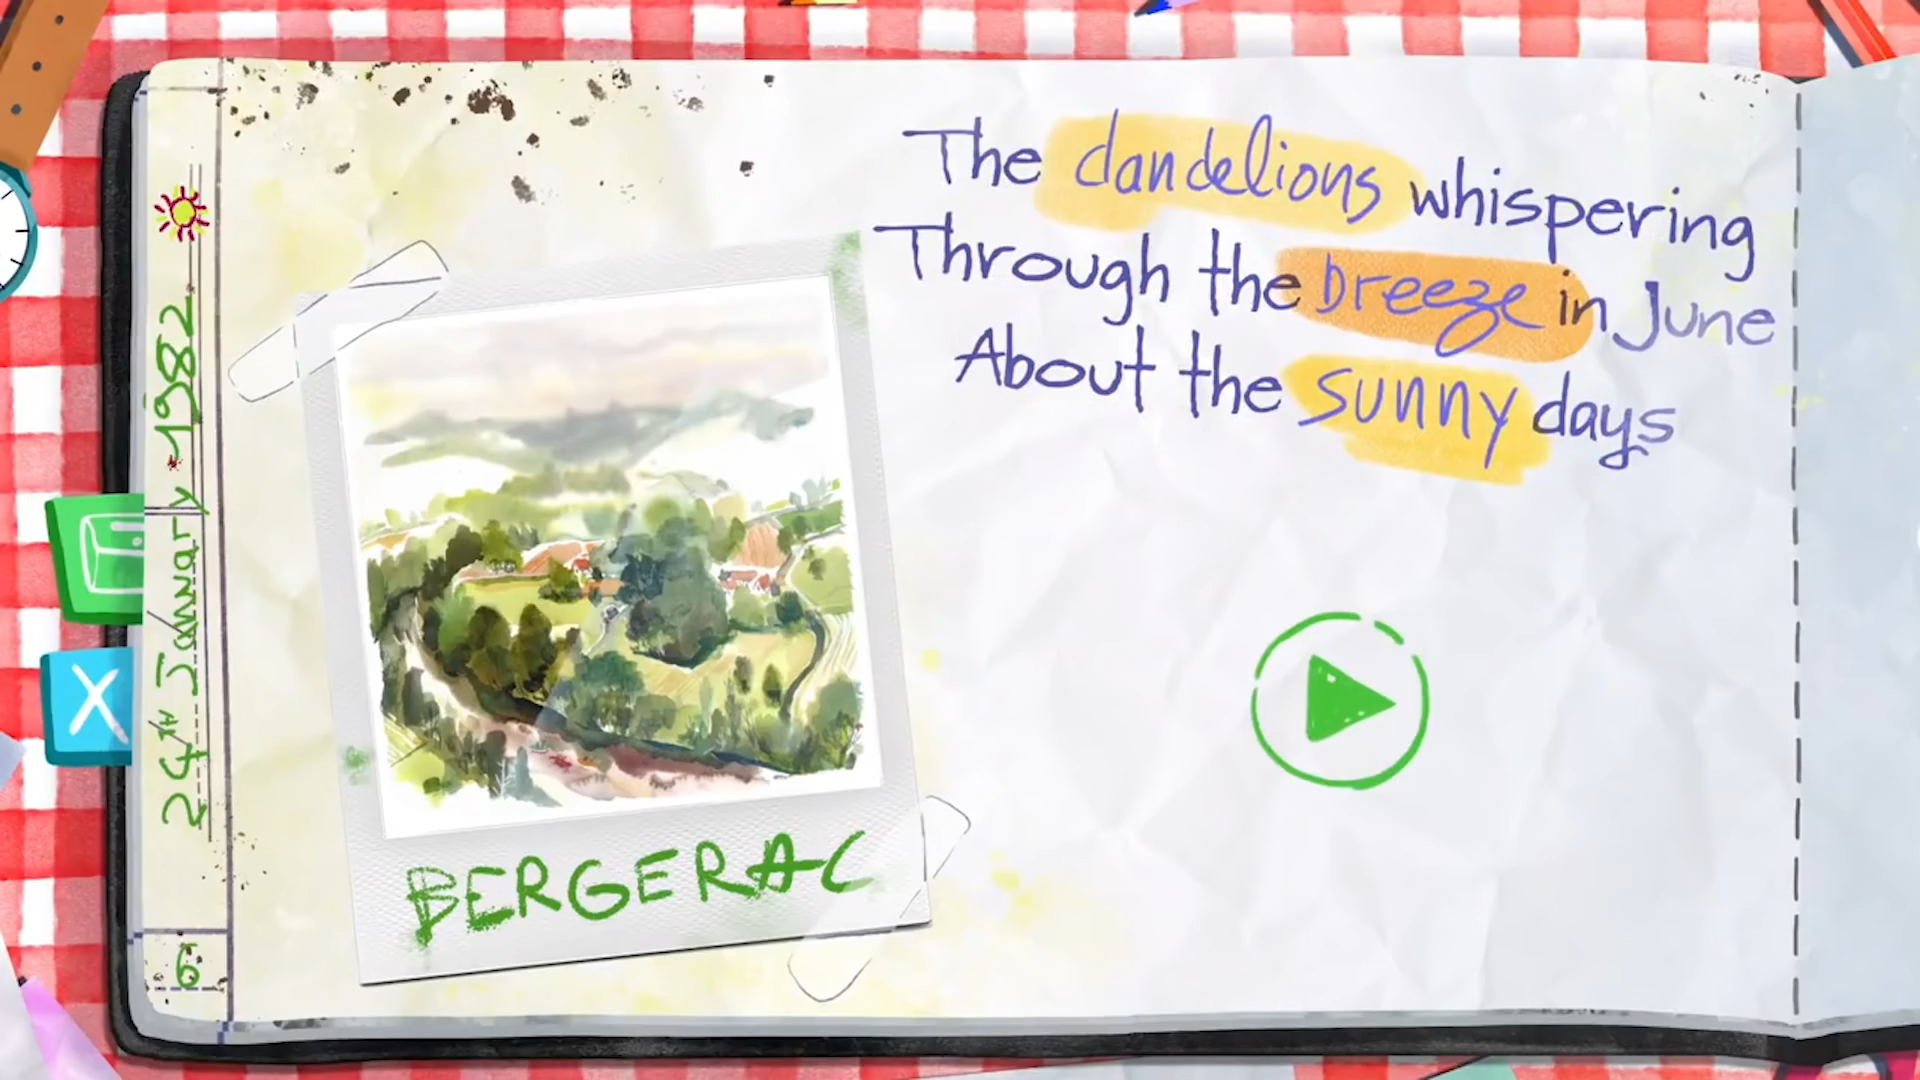 The dandelions whispering
Through the breeze in June
About the sunny days
BERGERAC
24TH January 1982
6
X